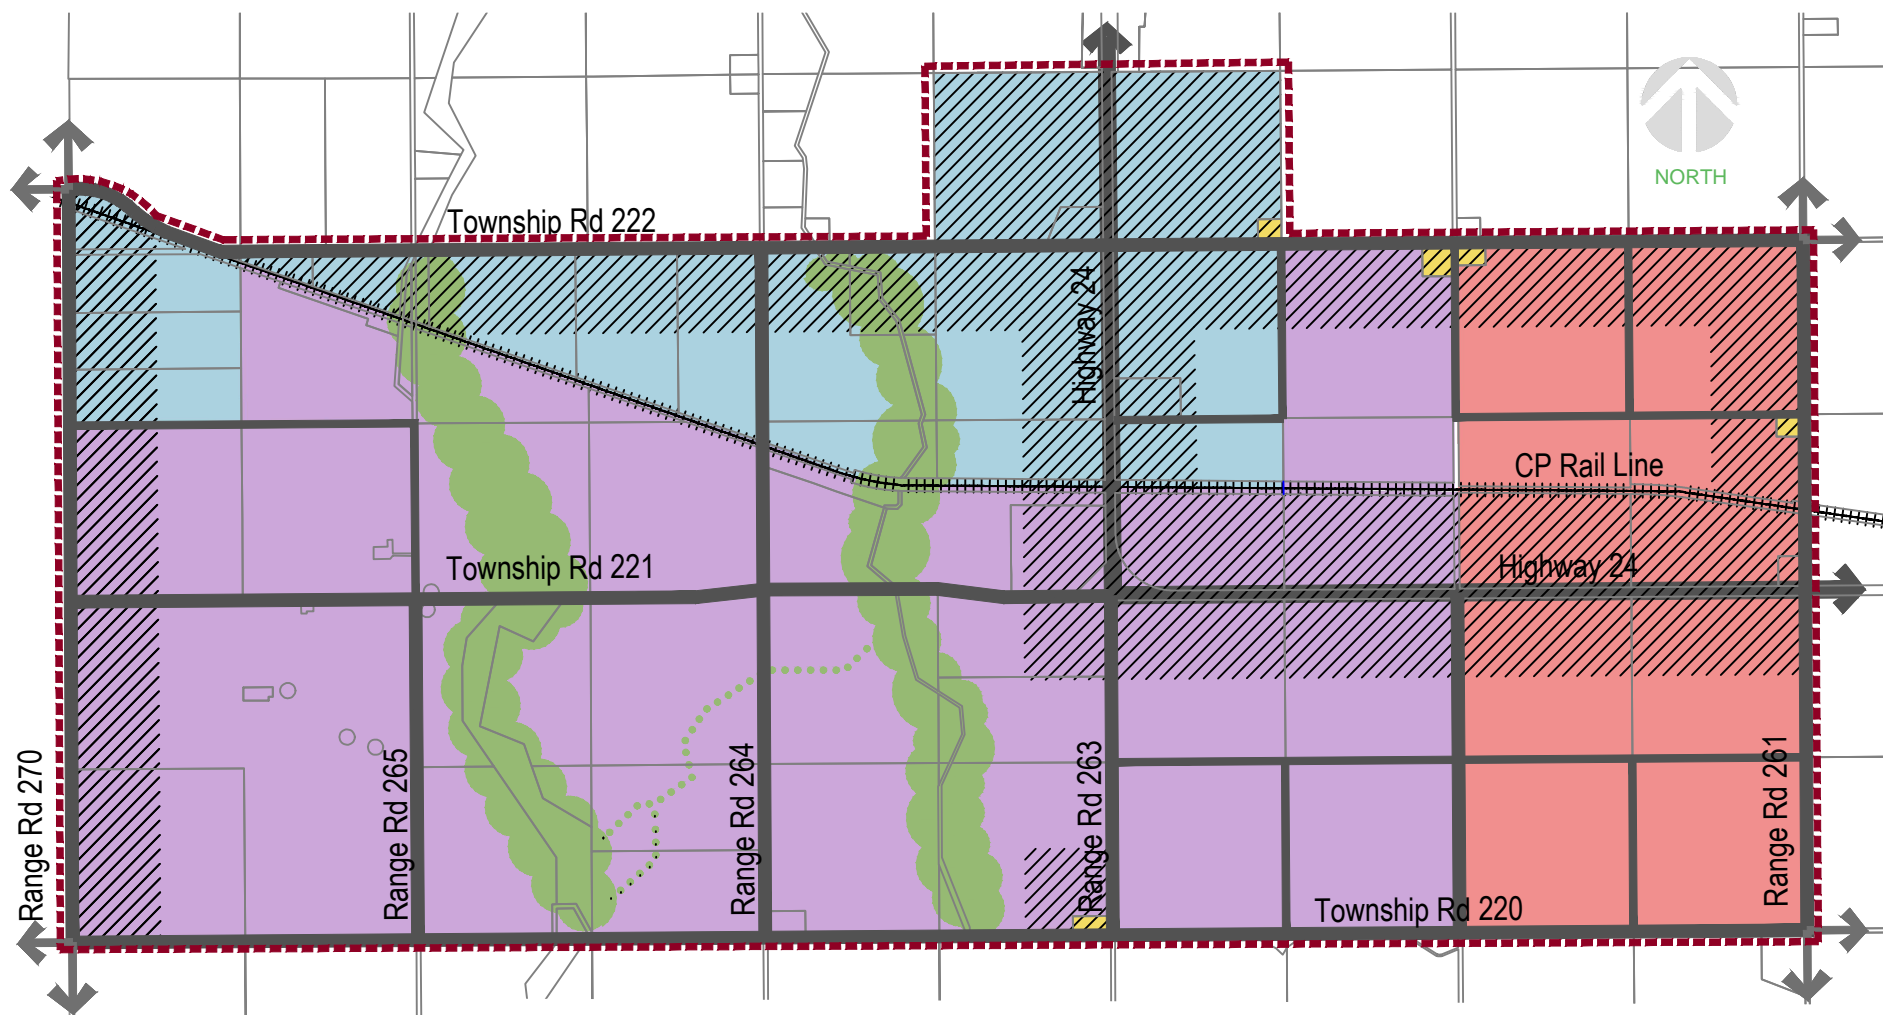 NORTH
Township Rd 222
Highway 24
CP Rail Line
Township Rd 221
Highway 24
Range Rd 270
Range Rd 265
Range Rd 264
Range Rd 263
Range Rd 261
Township Rd 220